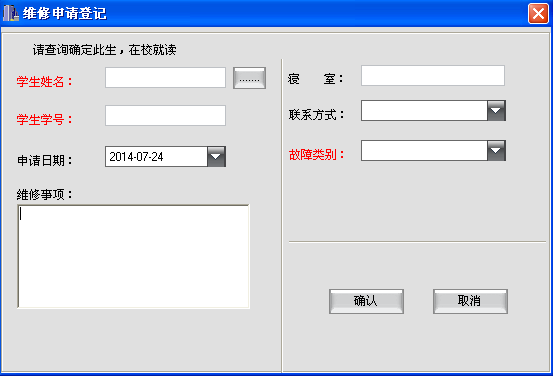 维修申请登记
请查询确定此生，在校就读
学生姓名：
.......
学生学号：
申请日期：
2014-07-24
维修事项：
寝 室：
联系方式：
故障类别：
确认
取消